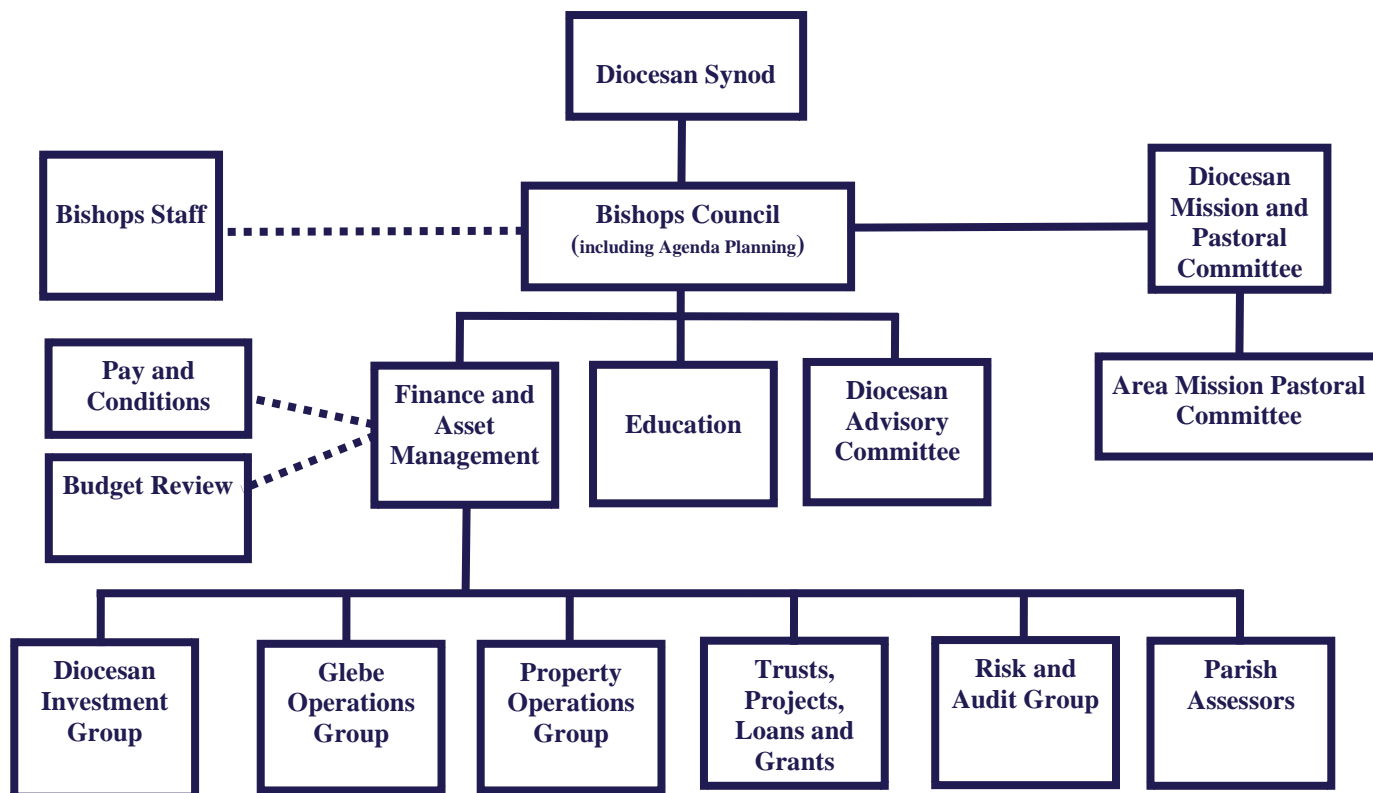 Diocesan Synod
Bishops Staff
Bishops Council
(including Agenda Planning)
Diocesan
Mission and
Pastoral
Committee
Pay and
Conditions
Budget Review
Finance and
Asset
Management
Education
Diocesan
Advisory
Committee
Area Mission Pastoral
Committee
Diocesan
Investment
Group
Glebe
Operations
Group
Property
Operations
Group
Trusts,
Projects,
Loans and
Grants
Risk and
Audit Group
Parish
Assessors